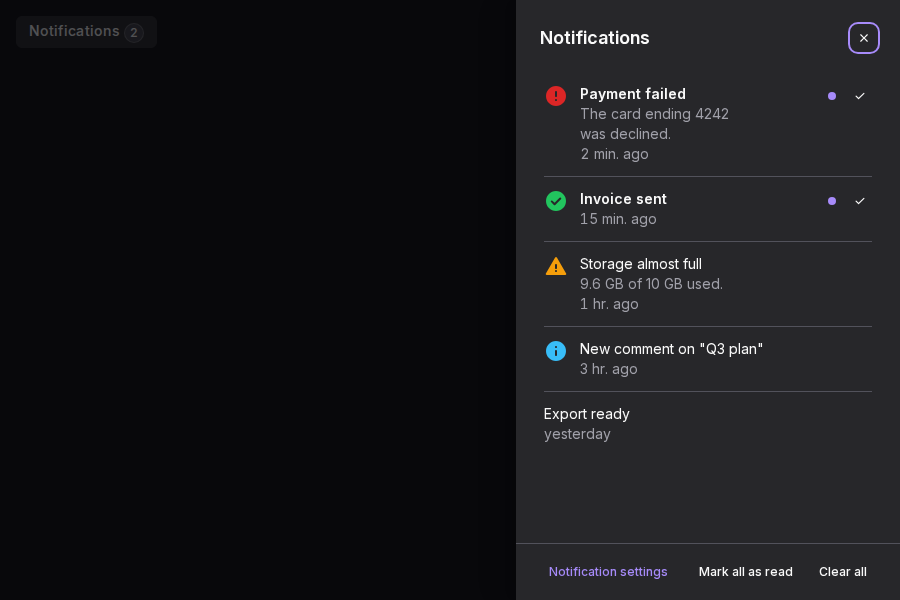 Notifications 2
Notifications
Payment failed
The card ending 4242
was declined.
2 min. ago
Invoice sent
15 min. ago
Storage almost full
9.6 GB of 10 GB used.
1 hr. ago
New comment on "Q3 plan"
3 hr. ago
Export ready
yesterday
Notification settings
Mark all as read
Clear all